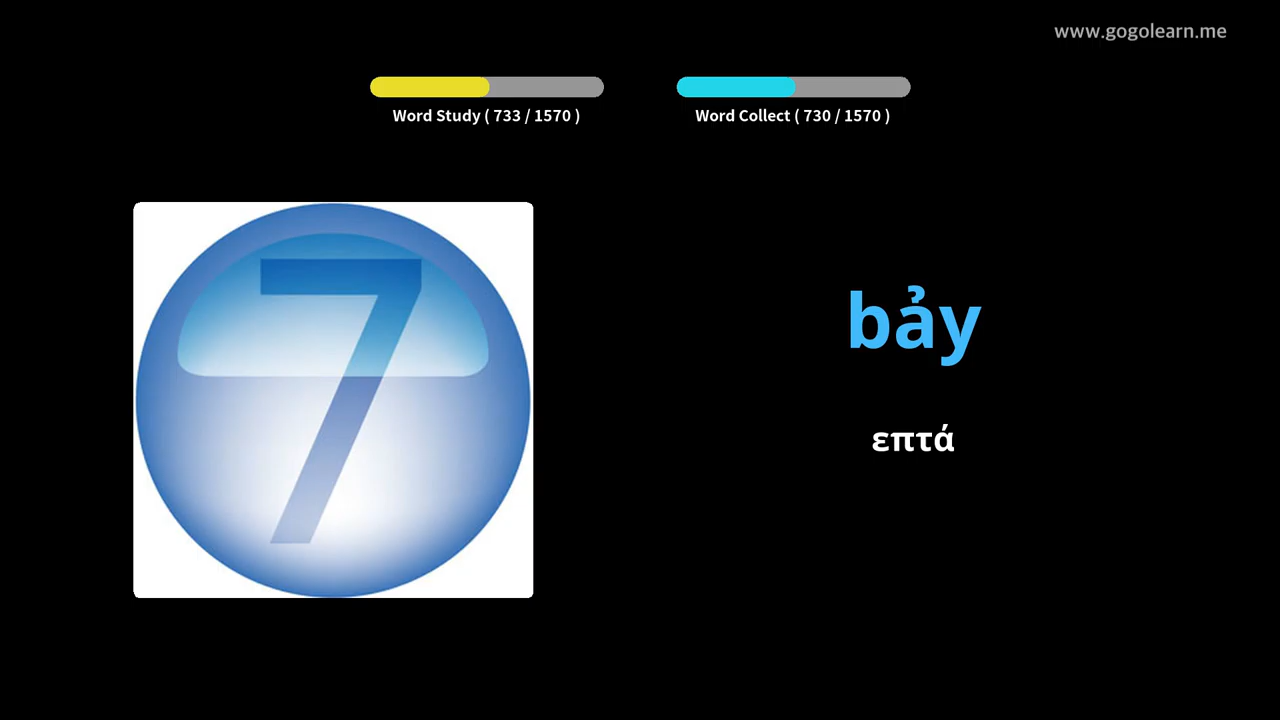 www.gogolearn.me
Word Study ( 733 / 1570 )
Word Collect ( 730 / 1570 )
7
bảy
επτά